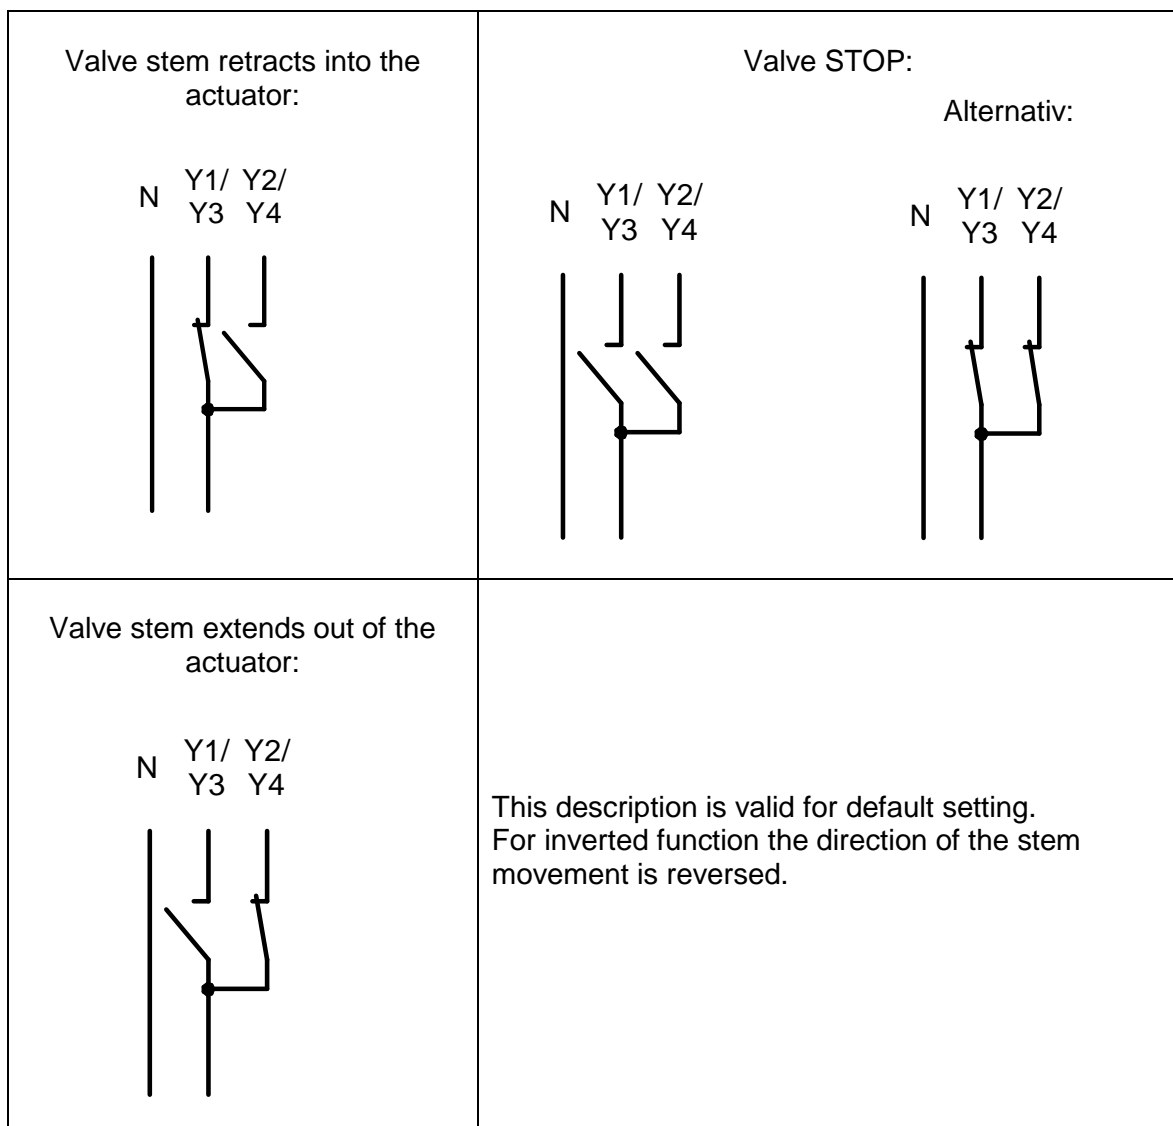 Valve stem retracts into the
actuator:
N Y1/ Y2/
Y3 Y4
Valve STOP:
Alternativ:
N Y1/ Y2/
Y3 Y4
N Y1/ Y2/
Y3 Y4
Valve stem extends out of the
actuator:
N Y1/ Y2/
Y3 Y4
This description is valid for default setting.
For inverted function the direction of the stem
movement is reversed.